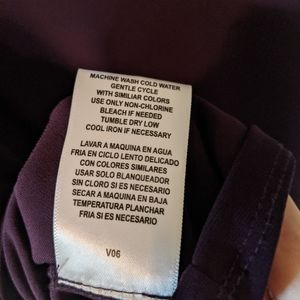 MACHINE WASH COLD WATER
GENTLE CYCLE
WITH SIMILIAR COLORS
USE ONLY NON-CHLORINE
BLEACH IF NEEDED
TUMBLE DRY LOW
COOL IRON IF NECESSARY
LAVAR A MAQUINA EN AGUA
FRIA EN CICLO LENTO DELICADO
CON COLORES SIMILARES
USAR SOLO BLANQUEADOR
SIN CLORO SI ES NECESARIO
SECAR A MAQUINA EN BAJA
TEMPERATURA PLANCHAR
FRIA SI ES NECESARIO
V06